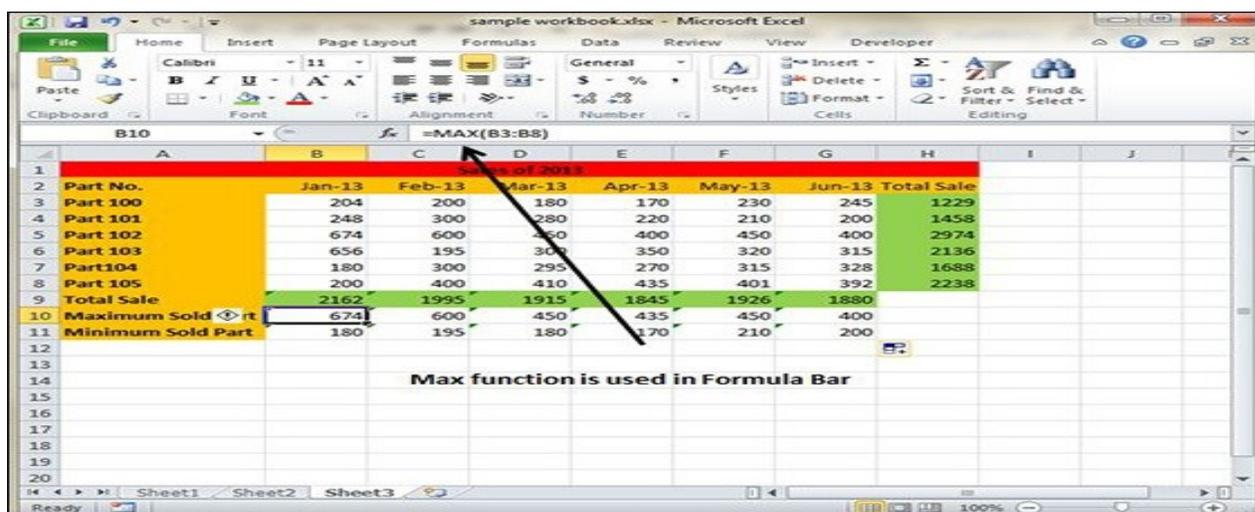 sample workbook.xlsx - Microsoft Excel
File Home Insert Page Layout Formulas Data Review View Developer
Paste
Calibri 11
B I U A A
A
General
$ % ,
.0 .00 .00 .0
Styles
Insert
Delete
Format
Σ
Sort & Filter
Find & Select
Clipboard Font Alignment Number Cells Editing
B10 fx =MAX(B3:B8)
A B C D E F G H I J
1 Sales of 2013
2 Part No. Jan-13 Feb-13 Mar-13 Apr-13 May-13 Jun-13 Total Sale
3 Part 100 204 200 180 170 230 245 1229
4 Part 101 248 300 280 220 210 200 1458
5 Part 102 674 600 450 400 450 400 2974
6 Part 103 656 195 300 350 320 315 2136
7 Part104 180 300 295 270 315 328 1688
8 Part 105 200 400 410 435 401 392 2238
9 Total Sale 2162 1995 1915 1845 1926 1880
10 Maximum Sold rt 674 600 450 435 450 400
11 Minimum Sold Part 180 195 180 170 210 200
12
13
14 Max function is used in Formula Bar
15
16
17
18
19
20
Sheet1 Sheet2 Sheet3
Ready 100%